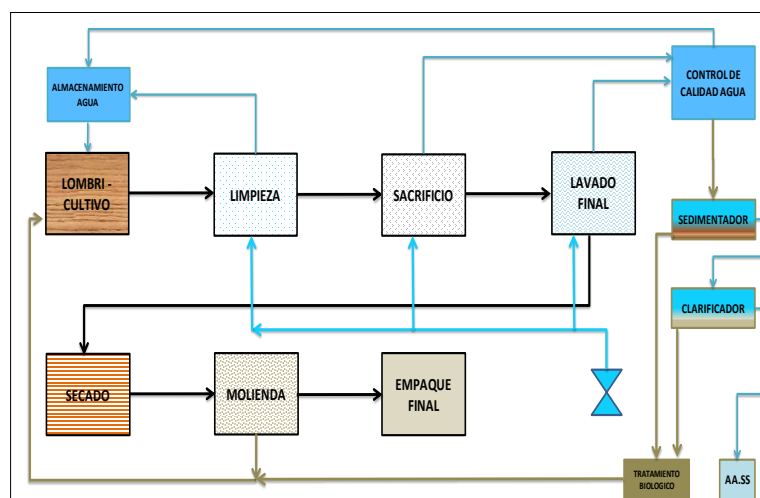 ALMACENAMIENTO
AGUA
CONTROL DE
CALIDAD AGUA
LOMBRI -
CULTIVO
LIMPIEZA
SACRIFICIO
LAVADO
FINAL
SEDIMENTADOR
CLARIFICADOR
SECADO
MOLIENDA
EMPAQUE
FINAL
TRATAMIENTO
BIOLOGICO
AA.SS